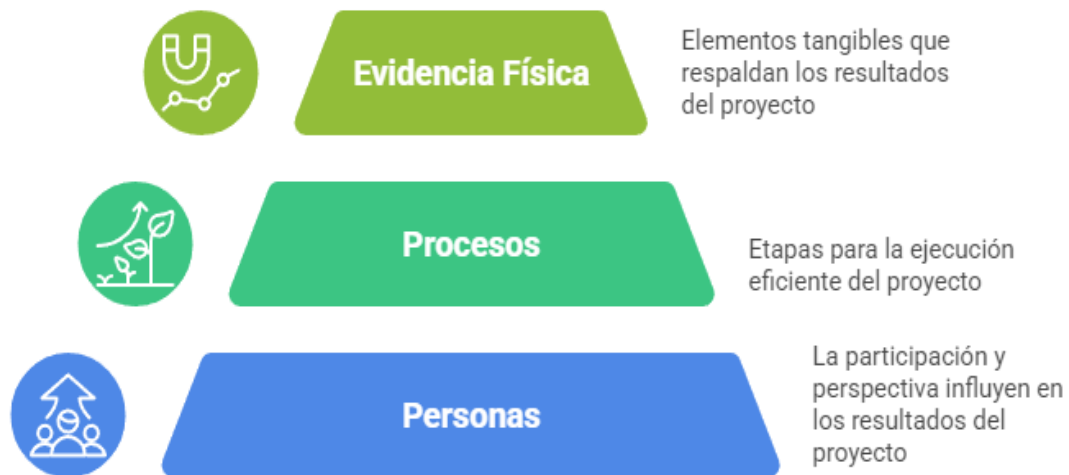 Evidencia Física
Elementos tangibles que
respaldan los resultados
del proyecto
Procesos
Etapas para la ejecución
eficiente del proyecto
Personas
La participación y
perspectiva influyen en
los resultados del
proyecto